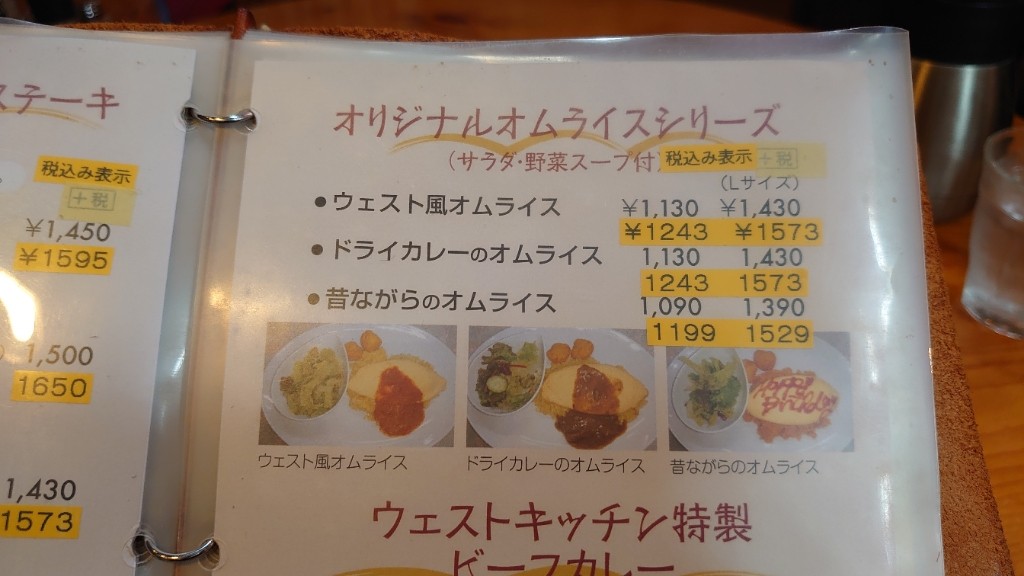 ステーキ
税込み表示
+税
¥1,450
¥1595
1,500
1650
1,430
1573
オリジナルオムライスシリーズ
(サラダ・野菜スープ付 税込み表示 +税
(Lサイズ)
●ウェスト風オムライス ¥1,130 ¥1,430
¥1243 ¥1573
●ドライカレーのオムライス 1,130 1,430
1243 1573
●昔ながらのオムライス 1,090 1,390
1199 1529
ウェスト風オムライス ドライカレーのオムライス 昔ながらのオムライス
ウェストキッチン特製
ビーフカレー